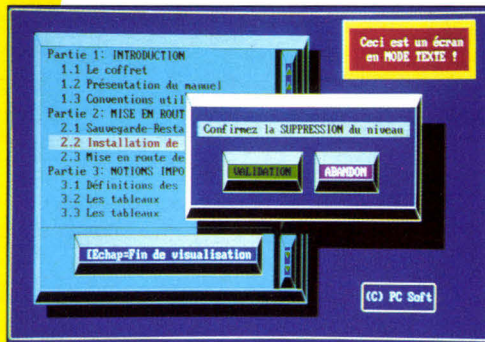 Ceci est un écran
en MODE TEXTE !
Partie 1: INTRODUCTION
1.1 Le coffret
1.2 Présentation du manuel
1.3 Conventions util
Partie 2: MISE EN ROUT
2.1 Sauvegarde-Resta
2.2 Installation de
2.3 Mise en route de
Partie 3: NOTIONS IMPO
3.1 Définitions des
3.2 Les tableaux
3.3 Les tableaux
Confirmez la SUPPRESSION du niveau
VALIDATION
ABANDON
[Echap=Fin de visualisation
(C) PC Soft